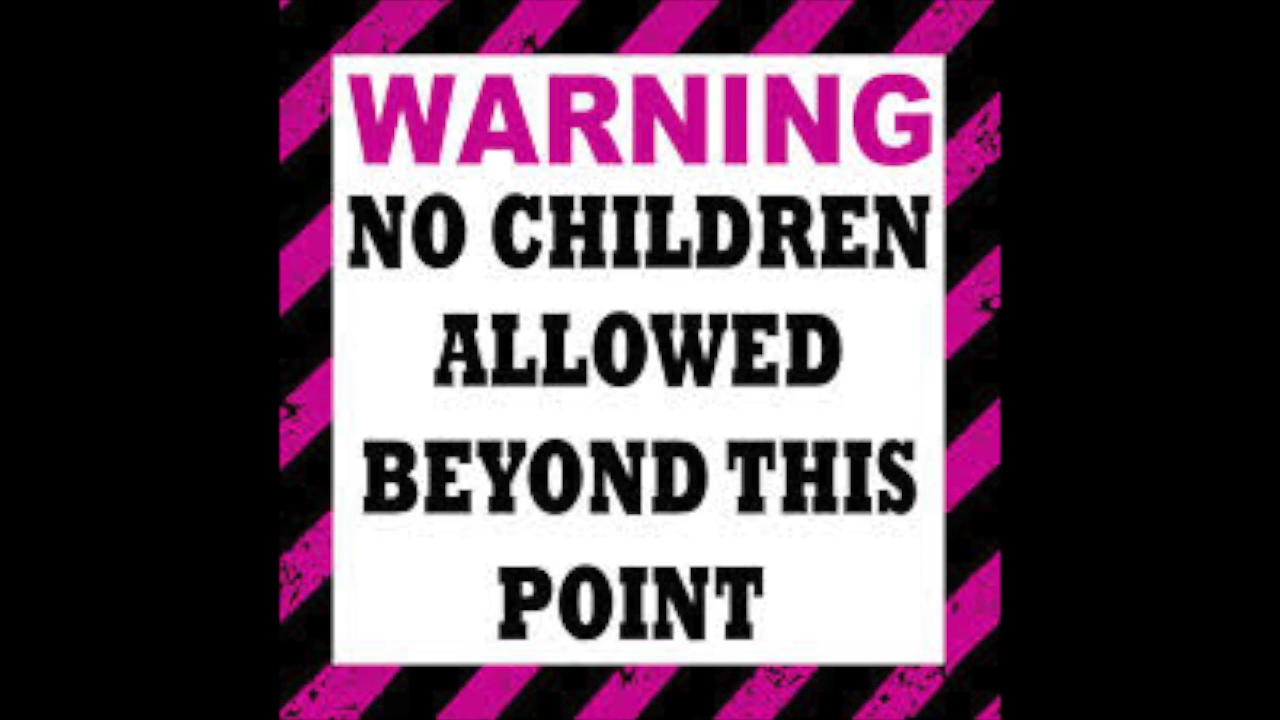 WARNING
NO CHILDREN
ALLOWED
BEYOND THIS
POINT